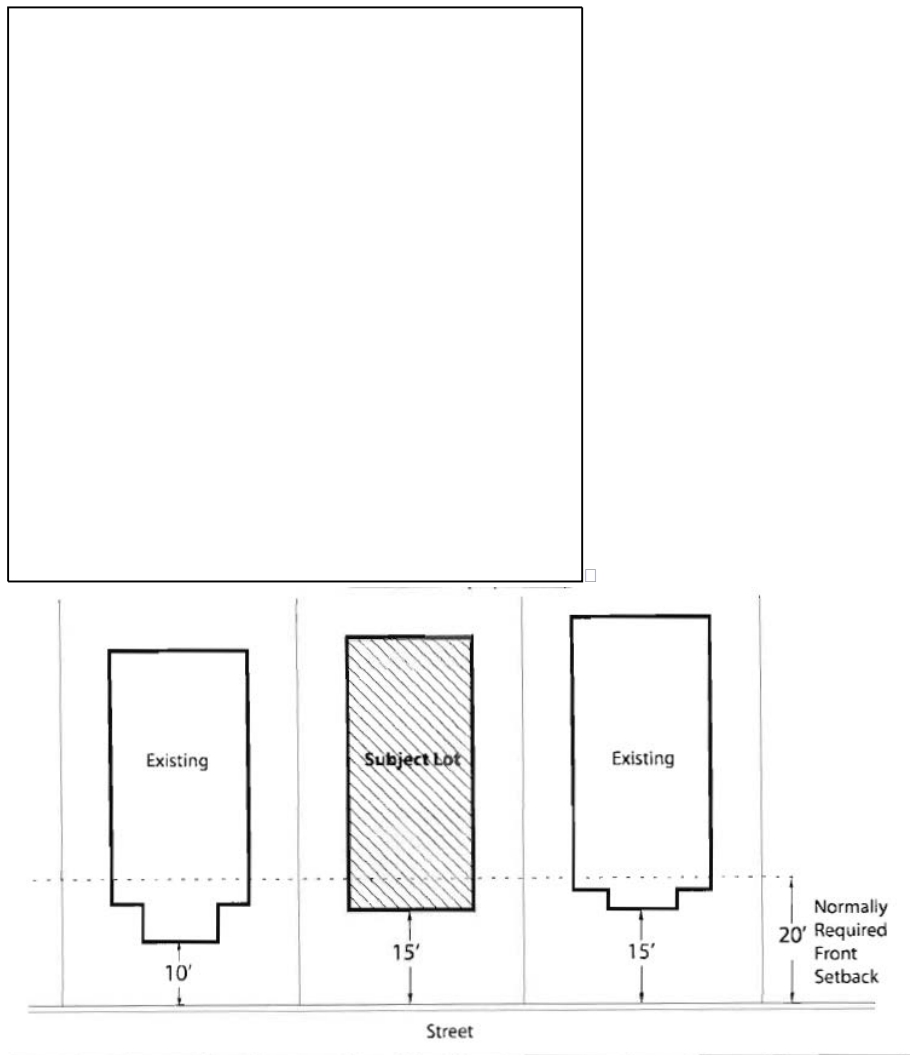 Existing
Subject Lot
Existing
10′
15′
15′
20′
Normally
Required
Front
Setback
Street